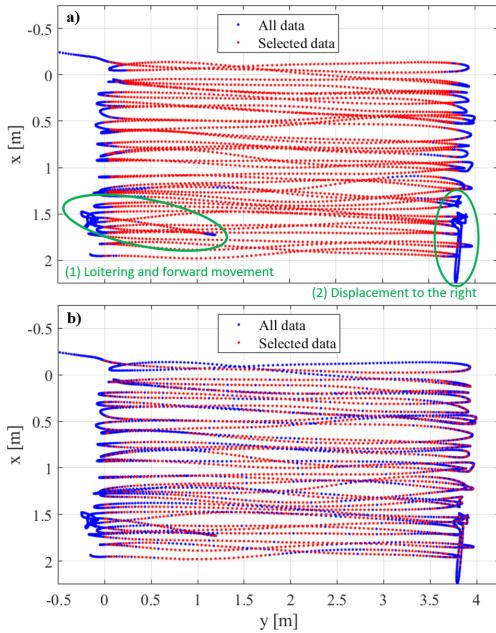 a)
All data
Selected data
-0.5
0
0.5
1
1.5
2
x [m]
(1) Loitering and forward movement
(2) Displacement to the right
b)
All data
Selected data
-0.5
0
0.5
1
1.5
2
x [m]
-0.5 0 0.5 1 1.5 2 2.5 3 3.5 4
y [m]